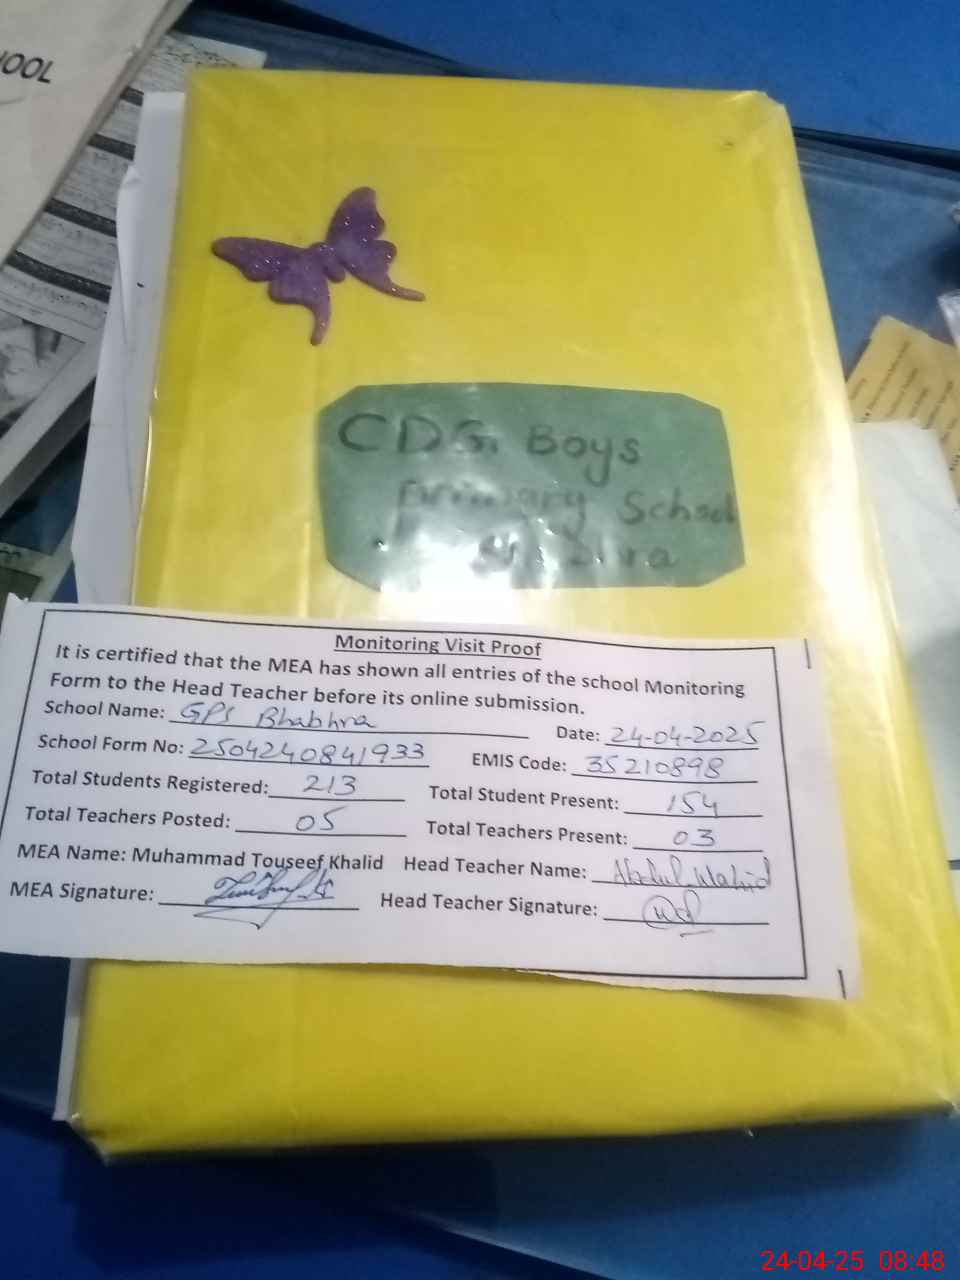 OOL
CDG. Boys
Primary School
Monitoring Visit Proof
It is certified that the MEA has shown all entries of the school Monitoring
Form to the Head Teacher before its online submission.
School Name: GPS Bhabhra Date: 24-04-2025
School Form No: 2504240841933 EMIS Code: 35210898
Total Students Registered: 213 Total Student Present: 154
Total Teachers Posted: 05 Total Teachers Present: 03
MEA Name: Muhammad Touseef Khalid Head Teacher Name: Abdul Wahid
MEA Signature: Head Teacher Signature:
24-04-25 08:48